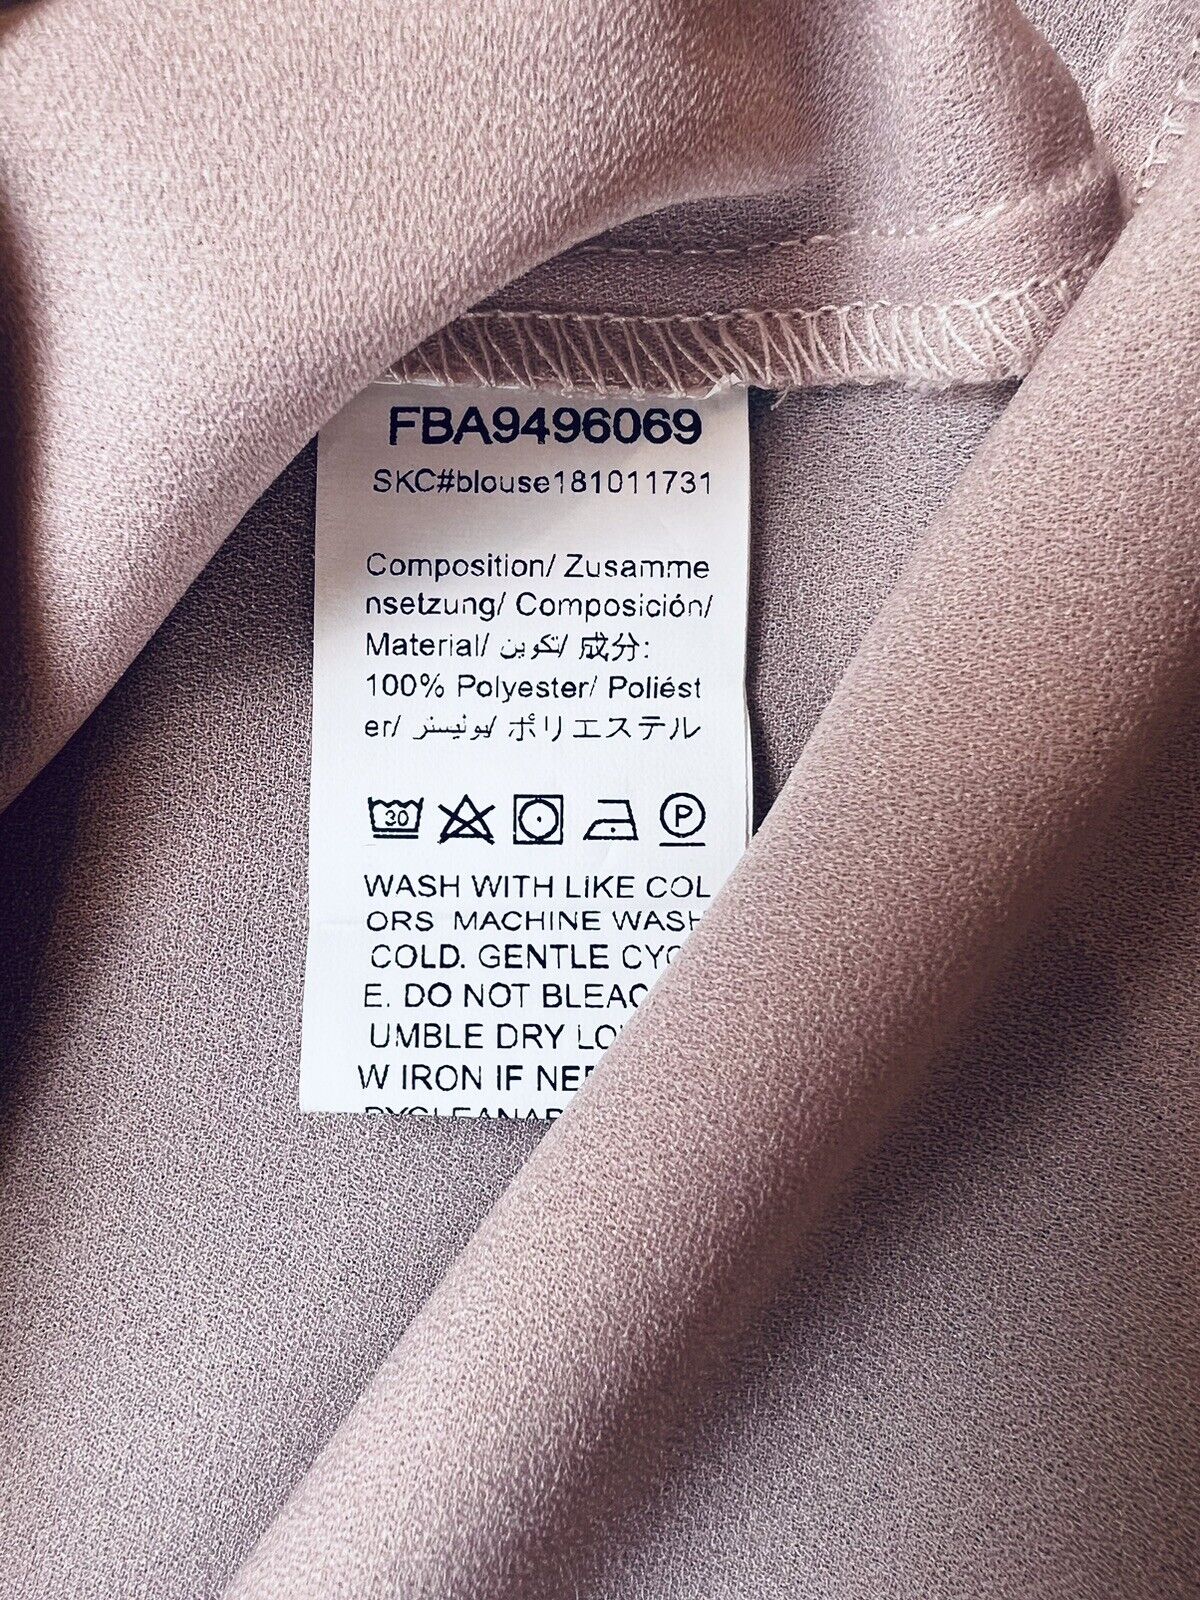 FBA9496069
SKC#blouse181011731
Composition/ Zusamme
nsetzung/ Composición/
Material/ تكوين/ 成分:
100% Polyester/ Poliést
er/ بوليستر/ ポリエステル
30 P
WASH WITH LIKE COL
ORS MACHINE WASH
COLD. GENTLE CYC
E. DO NOT BLEAC
UMBLE DRY LO
W IRON IF NEE